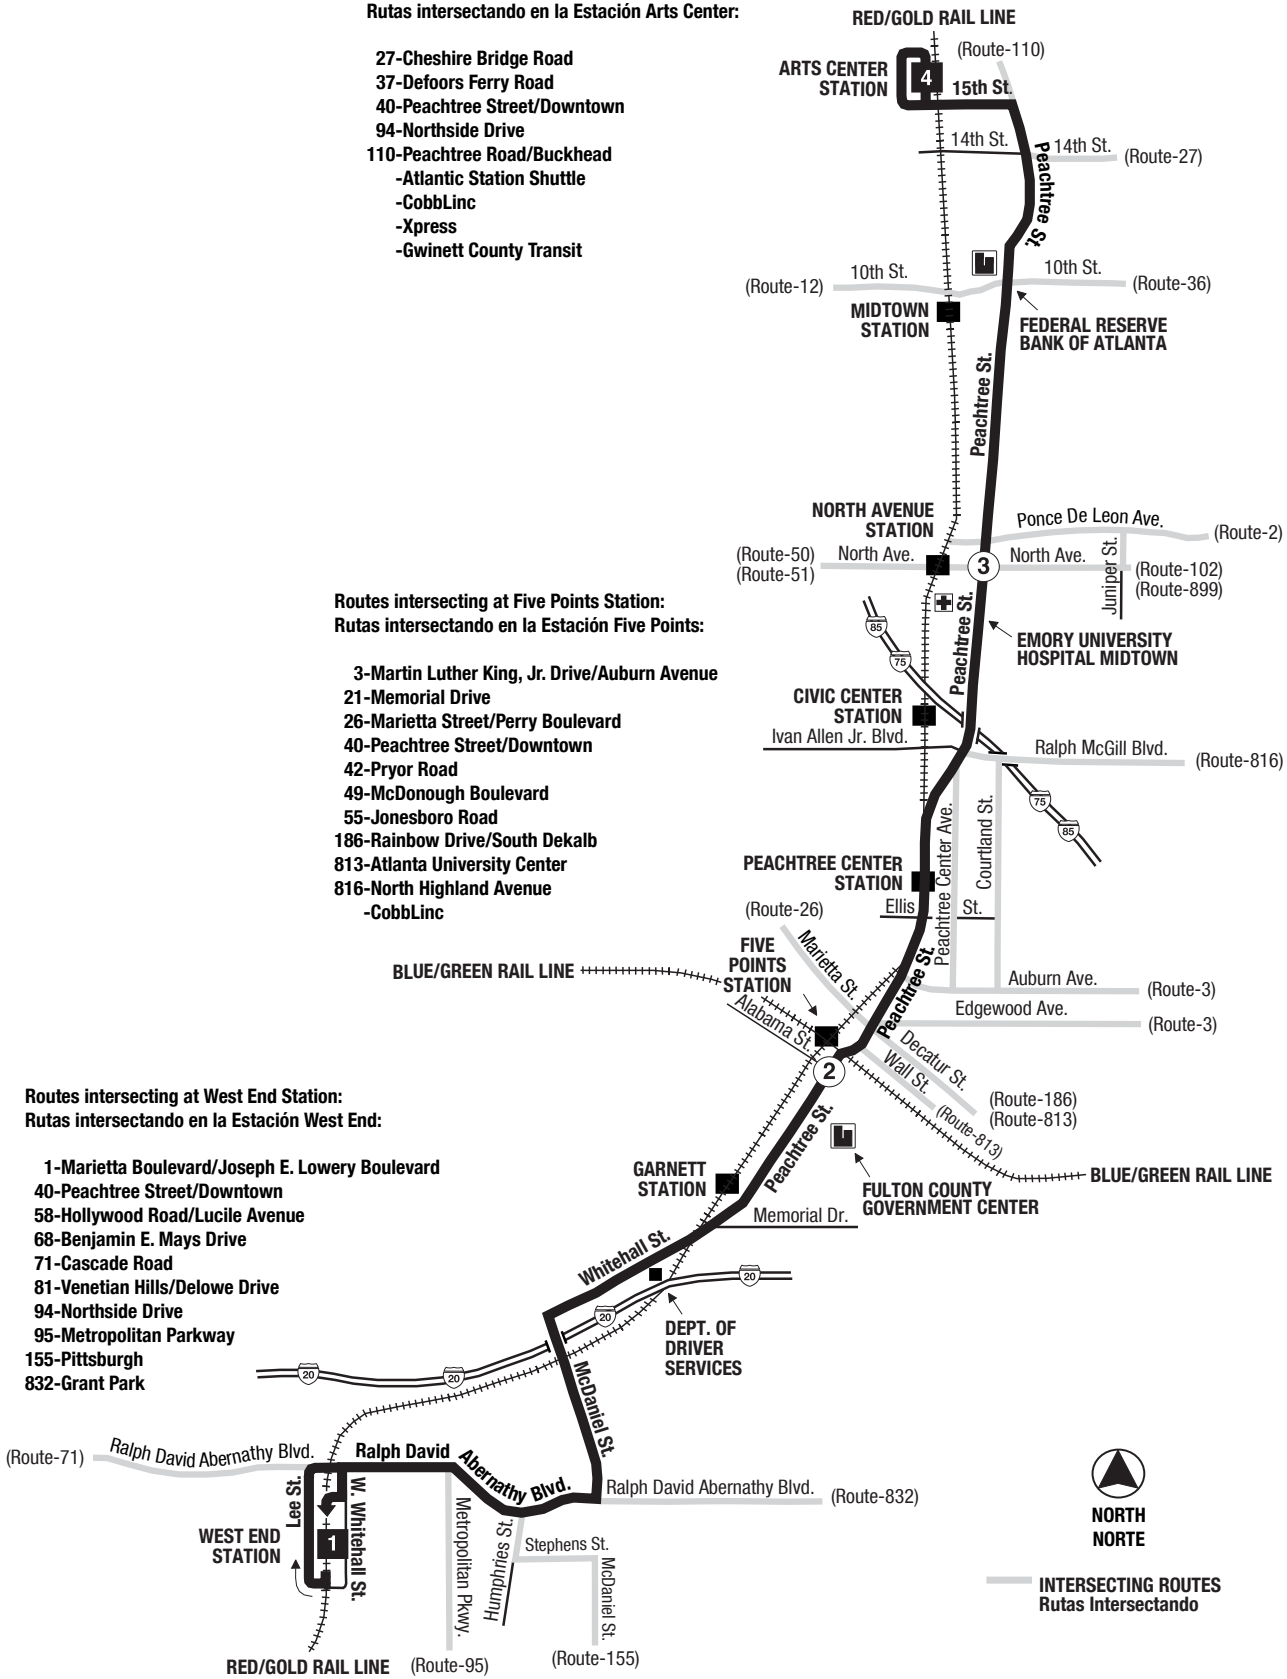 Rutas intersectando en la Estación Arts Center:
27-Cheshire Bridge Road
37-Defoors Ferry Road
40-Peachtree Street/Downtown
94-Northside Drive
110-Peachtree Road/Buckhead
-Atlantic Station Shuttle
-CobbLinc
-Xpress
-Gwinett County Transit
RED/GOLD RAIL LINE
(Route-110)
ARTS CENTER
STATION
4
15th St.
14th St.
14th St.
(Route-27)
Peachtree St.
10th St.
10th St.
(Route-12)
(Route-36)
MIDTOWN
STATION
FEDERAL RESERVE
BANK OF ATLANTA
Peachtree St.
NORTH AVENUE
STATION
Ponce De Leon Ave.
(Route-2)
(Route-50)
(Route-51)
North Ave.
3
North Ave.
Juniper St.
(Route-102)
(Route-899)
Peachtree St.
EMORY UNIVERSITY
HOSPITAL MIDTOWN
85
75
CIVIC CENTER
STATION
Ivan Allen Jr. Blvd.
Ralph McGill Blvd.
(Route-816)
75
85
Peachtree Center Ave.
Courtland St.
PEACHTREE CENTER
STATION
Ellis
St.
(Route-26)
Marietta St.
FIVE
POINTS
STATION
Peachtree St.
Auburn Ave.
(Route-3)
Edgewood Ave.
(Route-3)
Alabama St.
2
Decatur St.
Wall St.
(Route-186)
(Route-813)
(Route-813)
BLUE/GREEN RAIL LINE
BLUE/GREEN RAIL LINE
Routes intersecting at Five Points Station:
Rutas intersectando en la Estación Five Points:
3-Martin Luther King, Jr. Drive/Auburn Avenue
21-Memorial Drive
26-Marietta Street/Perry Boulevard
40-Peachtree Street/Downtown
42-Pryor Road
49-McDonough Boulevard
55-Jonesboro Road
186-Rainbow Drive/South Dekalb
813-Atlanta University Center
816-North Highland Avenue
-CobbLinc
Peachtree St.
GARNETT
STATION
FULTON COUNTY
GOVERNMENT CENTER
Memorial Dr.
Whitehall St.
20
20
20
20
DEPT. OF
DRIVER
SERVICES
McDaniel St.
Routes intersecting at West End Station:
Rutas intersectando en la Estación West End:
1-Marietta Boulevard/Joseph E. Lowery Boulevard
40-Peachtree Street/Downtown
58-Hollywood Road/Lucile Avenue
68-Benjamin E. Mays Drive
71-Cascade Road
81-Venetian Hills/Delowe Drive
94-Northside Drive
95-Metropolitan Parkway
155-Pittsburgh
832-Grant Park
(Route-71)
Ralph David Abernathy Blvd.
Ralph David
Abernathy Blvd.
Ralph David Abernathy Blvd.
(Route-832)
Lee St.
W. Whitehall St.
WEST END
STATION
1
Metropolitan Pkwy.
Humphries St.
Stephens St.
McDaniel St.
RED/GOLD RAIL LINE
(Route-95)
(Route-155)
NORTH
NORTE
INTERSECTING ROUTES
Rutas Intersectando